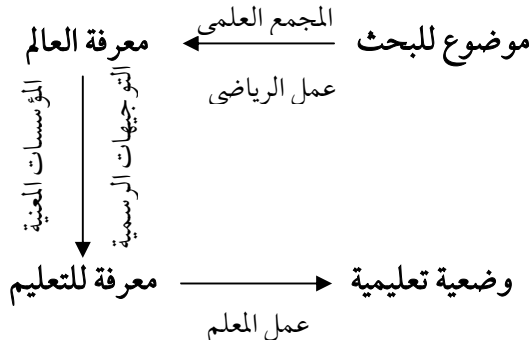 موضوع للبحث
المجمع العلمي
عمل الرياضي
معرفة العالم
التوجيهات الرسمية
المؤسسات المعنية
معرفة للتعليم
عمل المعلم
وضعية تعليمية